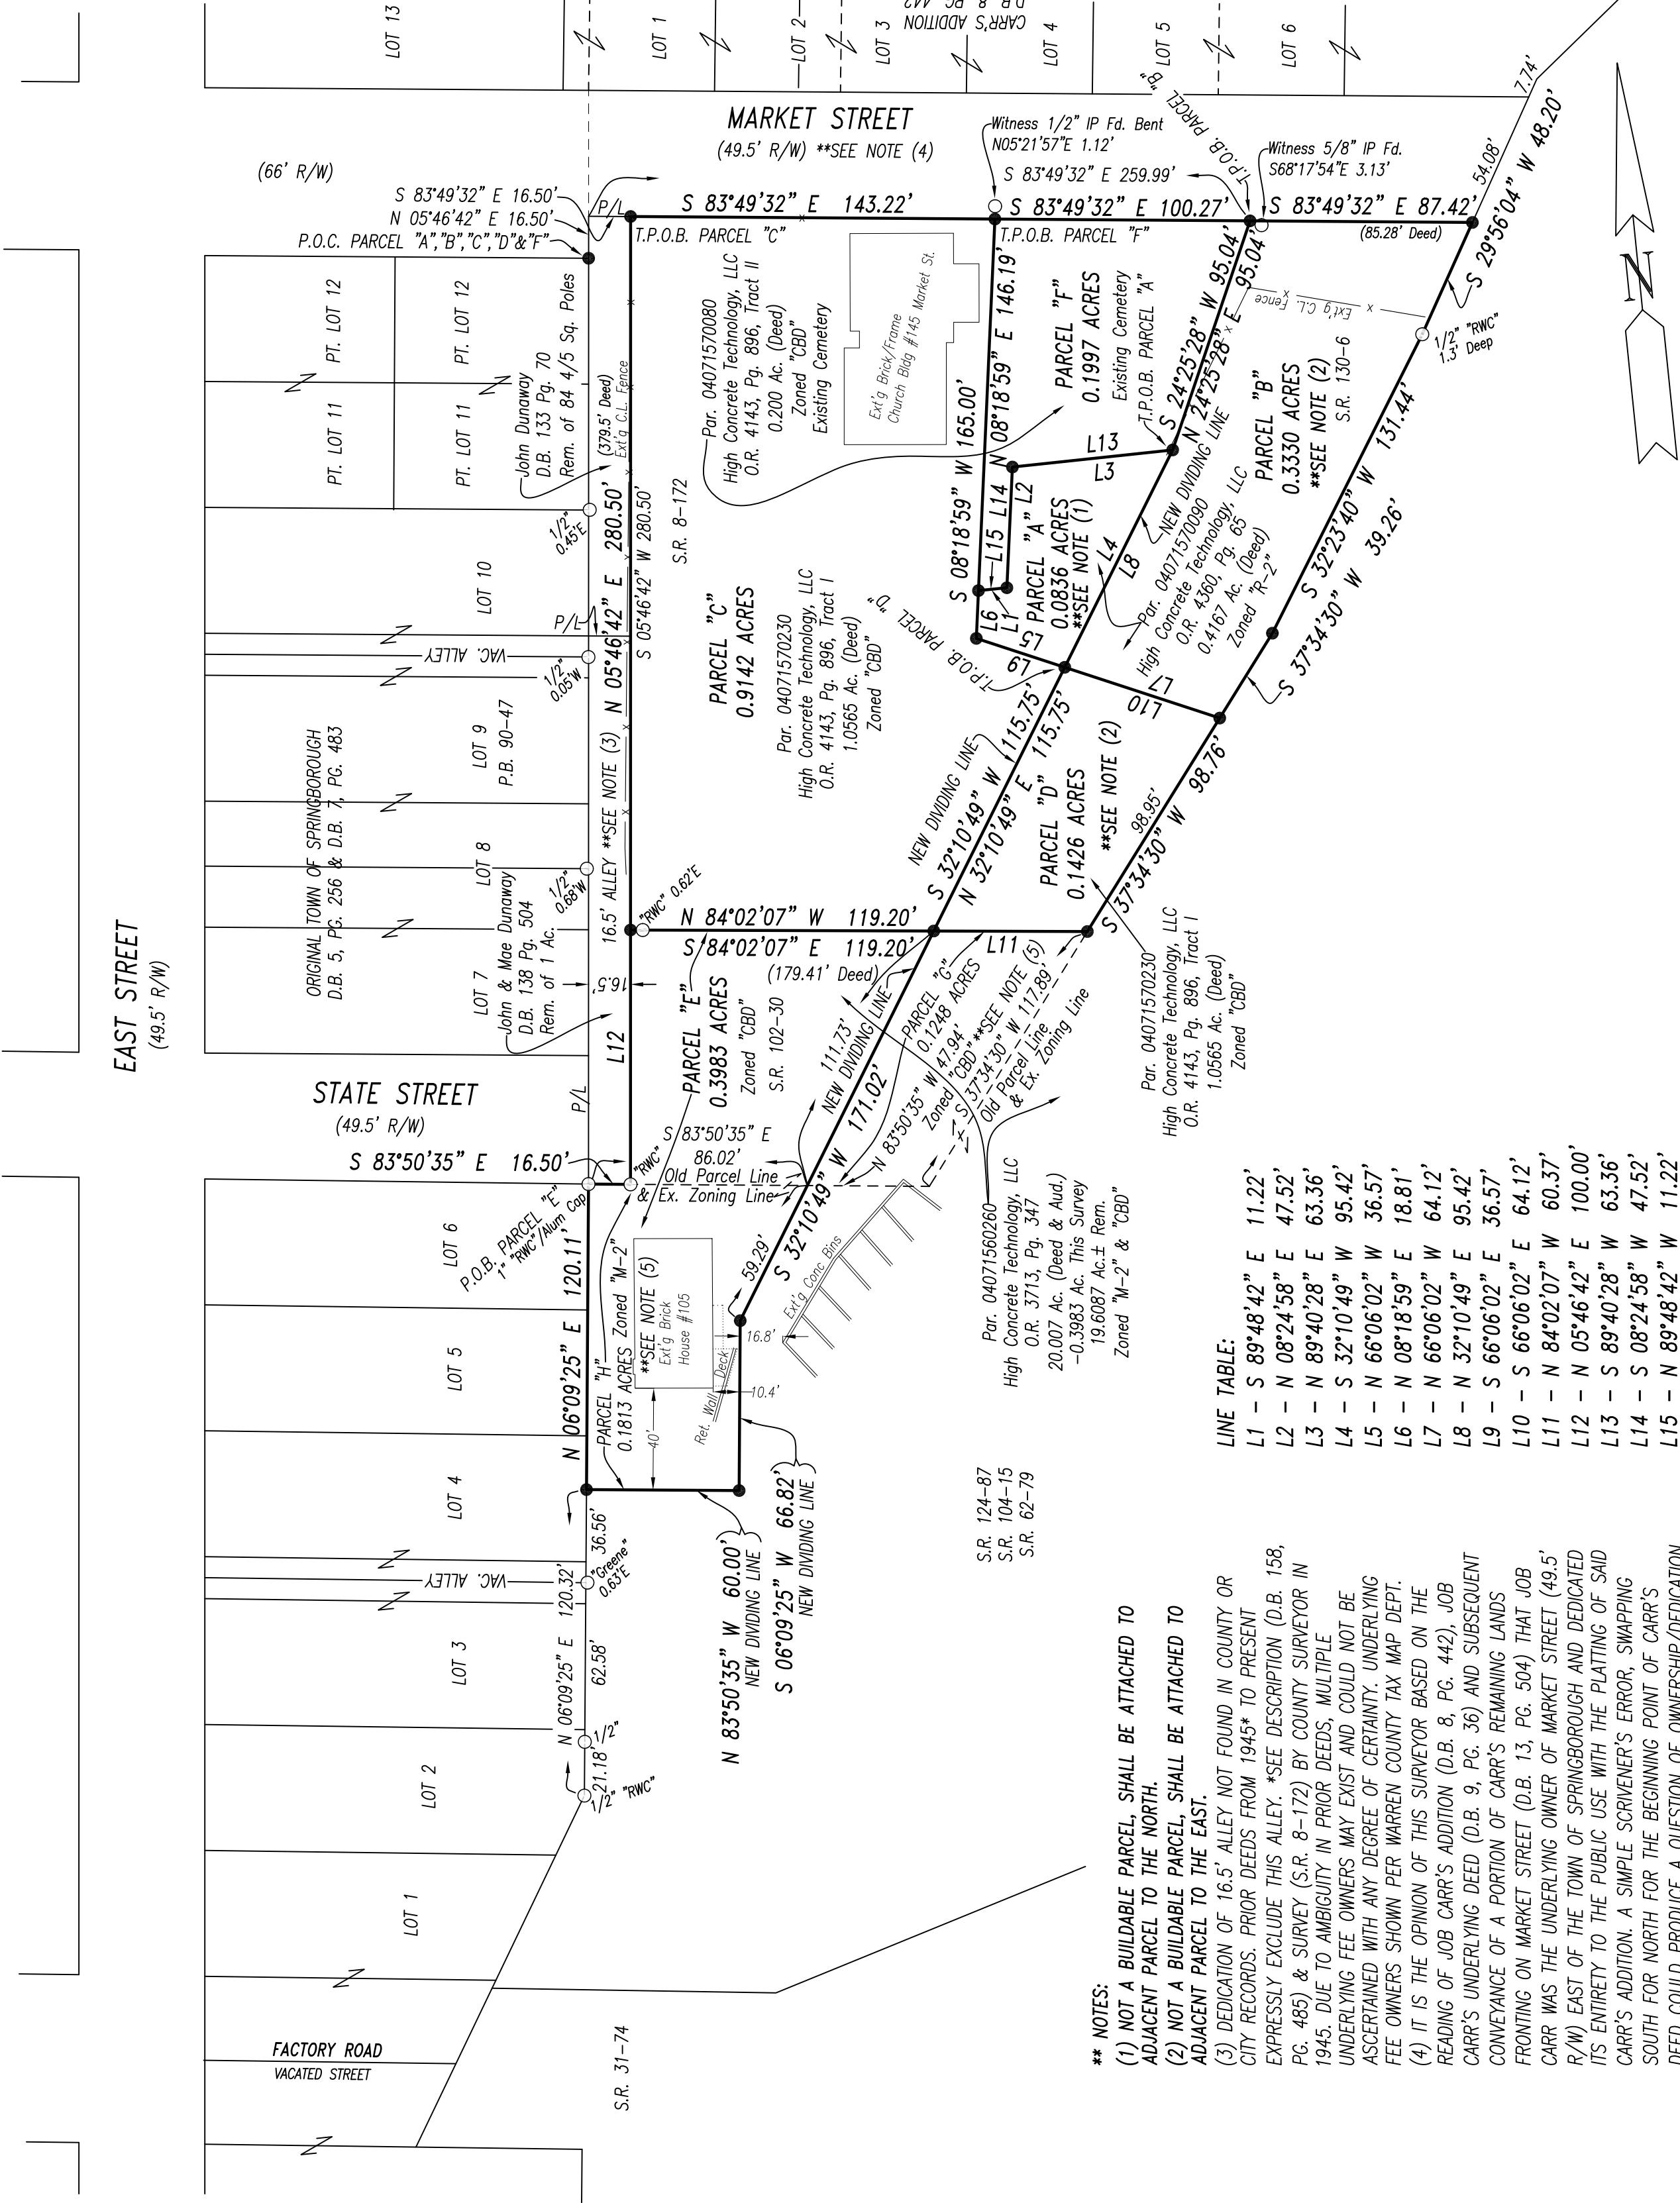 LOT 13
LOT 1
LOT 2
LOT 3
CARR'S ADDITION
D.B. 8, PG. 442
LOT 4
LOT 5
LOT 6
7.74'
MARKET STREET
(49.5' R/W) **SEE NOTE (4)
(66' R/W)
S 83°49'32" E 16.50'
N 05°46'42" E 16.50'
P.O.C. PARCEL "A","B","C","D"&"F"
P/L
S 83°49'32" E 143.22'
T.P.O.B. PARCEL "C"
Witness 1/2" IP Fd. Bent
N05°21'57"E 1.12'
S 83°49'32" E 259.99'
S 83°49'32" E 100.27'
T.P.O.B. PARCEL "F"
T.P.O.B. PARCEL "B"
Witness 5/8" IP Fd.
S68°17'54"E 3.13'
S 83°49'32" E 87.42'
(85.28' Deed)
54.08'
S 29°56'04" W 48.20'
N
PT. LOT 12
PT. LOT 12
PT. LOT 11
PT. LOT 11
John Dunaway
D.B. 133 Pg. 70
Rem. of 84 4/5 Sq. Poles
(379.5' Deed)
Ext'g C.L. Fence
1/2"
0.45'E
Par. 04071570080
High Concrete Technology, LLC
O.R. 4143, Pg. 896, Tract II
0.200 Ac. (Deed)
Zoned "CBD"
Existing Cemetery
Ext'g Brick/Frame
Church Bldg #145 Market St.
S 08°18'59" W 165.00'
N 08°18'59" E 146.19'
PARCEL "F"
0.1997 ACRES
Existing Cemetery
T.P.O.B. PARCEL "A"
S 24°25'28" W 95.04'
N 24°25'28" E 95.04'
Ext'g C.L. Fence
1/2" "RWC"
1.3' Deep
PARCEL "B"
0.3330 ACRES
**SEE NOTE (2)
S.R. 130-6
S 32°23'40" W 131.44'
LOT 10
P/L
VAC. ALLEY
1/2"
0.05'W
N 05°46'42" E 280.50'
S 05°46'42" W 280.50'
S.R. 8-172
PARCEL "C"
0.9142 ACRES
Par. 04071570230
High Concrete Technology, LLC
O.R. 4143, Pg. 896, Tract I
1.0565 Ac. (Deed)
Zoned "CBD"
L13
L3
L15
L14
L2
L6
L1
PARCEL "A"
0.0836 ACRES
**SEE NOTE (1)
L4
L8
L5
L9
T.P.O.B. PARCEL "D"
NEW DIVIDING LINE
Par. 04071570090
High Concrete Technology, LLC
O.R. 4360, Pg. 65
0.4167 Ac. (Deed)
Zoned "R-2"
L7
L10
S 37°34'30" W 39.26'
ORIGINAL TOWN OF SPRINGBOROUGH
D.B. 5, PG. 256 & D.B. 7, PG. 483
LOT 9
P.B. 90-47
LOT 8
1/2"
0.68'W
16.5' ALLEY **SEE NOTE (3)
"RWC" 0.62'E
NEW DIVIDING LINE
S 32°10'49" W 115.75'
N 32°10'49" E 115.75'
PARCEL "D"
0.1426 ACRES
**SEE NOTE (2)
98.95'
S 37°34'30" W 98.76'
EAST STREET
(49.5' R/W)
LOT 7
John & Mae Dunaway
D.B. 138 Pg. 504
Rem. of 1 Ac.
16.5'
L12
N 84°02'07" W 119.20'
S 84°02'07" E 119.20'
(179.41' Deed)
L11
PARCEL "E"
0.3983 ACRES
Zoned "CBD"
S.R. 102-30
PARCEL "G"
0.1248 ACRES
111.73'
NEW DIVIDING LINE
S 32°10'49" W 171.02'
N 83°50'35" W 47.94'
Zoned "CBD" **SEE NOTE (5)
S 37°34'30" W 117.89'
Old Parcel Line
& Ex. Zoning Line
Par. 04071570230
High Concrete Technology, LLC
O.R. 4143, Pg. 896, Tract I
1.0565 Ac. (Deed)
Zoned "CBD"
STATE STREET
(49.5' R/W)
P/L
S 83°50'35" E 16.50'
"RWC"
S 83°50'35" E
86.02'
Old Parcel Line
& Ex. Zoning Line
LOT 6
P.O.B. PARCEL "E"
1" "RWC"/Alum Cap
N 06°09'25" E 120.11'
PARCEL "H"
0.1813 ACRES Zoned "M-2"
**SEE NOTE (5)
Ext'g Brick
House #105
40'
Ret. Wall
Deck
16.8'
10.4'
59.29'
Ext'g Conc Bins
Par. 04071560260
High Concrete Technology, LLC
O.R. 3713, Pg. 347
20.007 Ac. (Deed & Aud.)
-0.3983 Ac. This Survey
19.6087 Ac.± Rem.
Zoned "M-2" & "CBD"
LOT 5
LOT 4
36.56'
VAC. ALLEY
"Greene"
0.63'E
N 06°09'25" E 120.32'
62.58'
LOT 3
1/2"
21.18'
1/2" "RWC"
LOT 2
LOT 1
N 83°50'35" W 60.00'
NEW DIVIDING LINE
S 06°09'25" W 66.82'
NEW DIVIDING LINE
S.R. 124-87
S.R. 104-15
S.R. 62-79
FACTORY ROAD
VACATED STREET
S.R. 31-74
LINE TABLE:
L1 - S 89°48'42" E 11.22'
L2 - N 08°24'58" E 47.52'
L3 - N 89°40'28" E 63.36'
L4 - S 32°10'49" W 95.42'
L5 - N 66°06'02" W 36.57'
L6 - N 08°18'59" E 18.81'
L7 - N 66°06'02" W 64.12'
L8 - N 32°10'49" E 95.42'
L9 - S 66°06'02" E 36.57'
L10 - S 66°06'02" E 64.12'
L11 - N 84°02'07" W 60.37'
L12 - N 05°46'42" E 100.00'
L13 - S 89°40'28" W 63.36'
L14 - S 08°24'58" W 47.52'
L15 - N 89°48'42" W 11.22'
** NOTES:
(1) NOT A BUILDABLE PARCEL, SHALL BE ATTACHED TO
ADJACENT PARCEL TO THE NORTH.
(2) NOT A BUILDABLE PARCEL, SHALL BE ATTACHED TO
ADJACENT PARCEL TO THE EAST.
(3) DEDICATION OF 16.5' ALLEY NOT FOUND IN COUNTY OR
CITY RECORDS. PRIOR DEEDS FROM 1945* TO PRESENT
EXPRESSLY EXCLUDE THIS ALLEY. *SEE DESCRIPTION (D.B. 158,
PG. 485) & SURVEY (S.R. 8-172) BY COUNTY SURVEYOR IN
1945. DUE TO AMBIGUITY IN PRIOR DEEDS, MULTIPLE
UNDERLYING FEE OWNERS MAY EXIST AND COULD NOT BE
ASCERTAINED WITH ANY DEGREE OF CERTAINTY. UNDERLYING
FEE OWNERS SHOWN PER WARREN COUNTY TAX MAP DEPT.
(4) IT IS THE OPINION OF THIS SURVEYOR BASED ON THE
READING OF JOB CARR'S ADDITION (D.B. 8, PG. 442), JOB
CARR'S UNDERLYING DEED (D.B. 9, PG. 36) AND SUBSEQUENT
CONVEYANCE OF A PORTION OF CARR'S REMAINING LANDS
FRONTING ON MARKET STREET (D.B. 13, PG. 504) THAT JOB
CARR WAS THE UNDERLYING OWNER OF MARKET STREET (49.5'
R/W) EAST OF THE TOWN OF SPRINGBOROUGH AND DEDICATED
ITS ENTIRETY TO THE PUBLIC USE WITH THE PLATTING OF SAID
CARR'S ADDITION. A SIMPLE SCRIVENER'S ERROR, SWAPPING
SOUTH FOR NORTH FOR THE BEGINNING POINT OF CARR'S
DEED COULD PRODUCE A QUESTION OF OWNERSHIP/DEDICATION